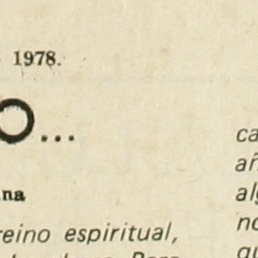 1978.
O...
na
reino espiritual,
ca
añ
alg
no